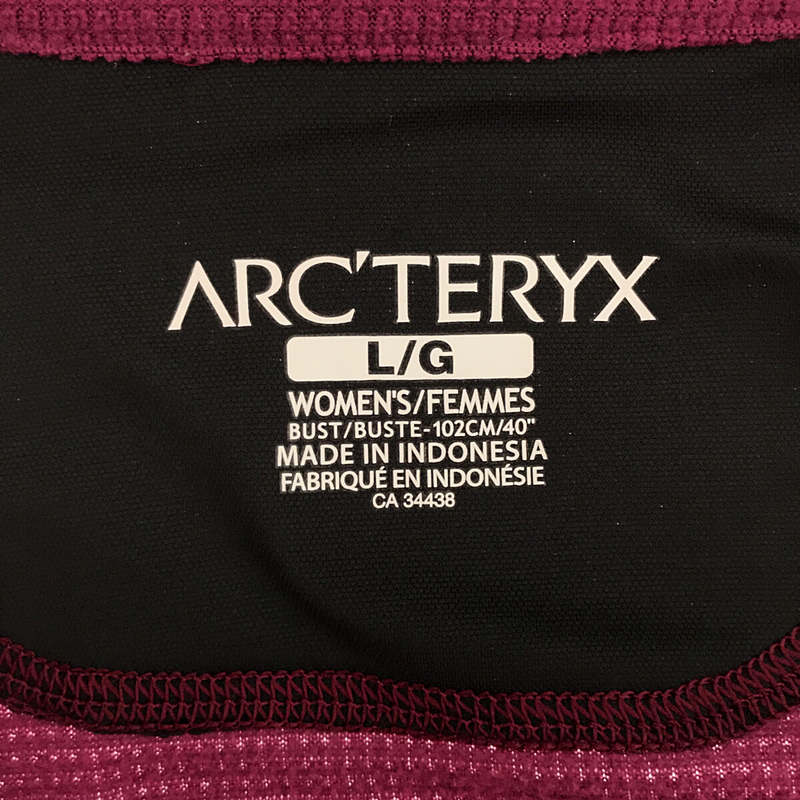 ARC'TERYX
L/G
WOMEN'S/FEMMES
BUST/BUSTE-102CM/40"
MADE IN INDONESIA
FABRIQUÉ EN INDONÉSIE
CA 34438